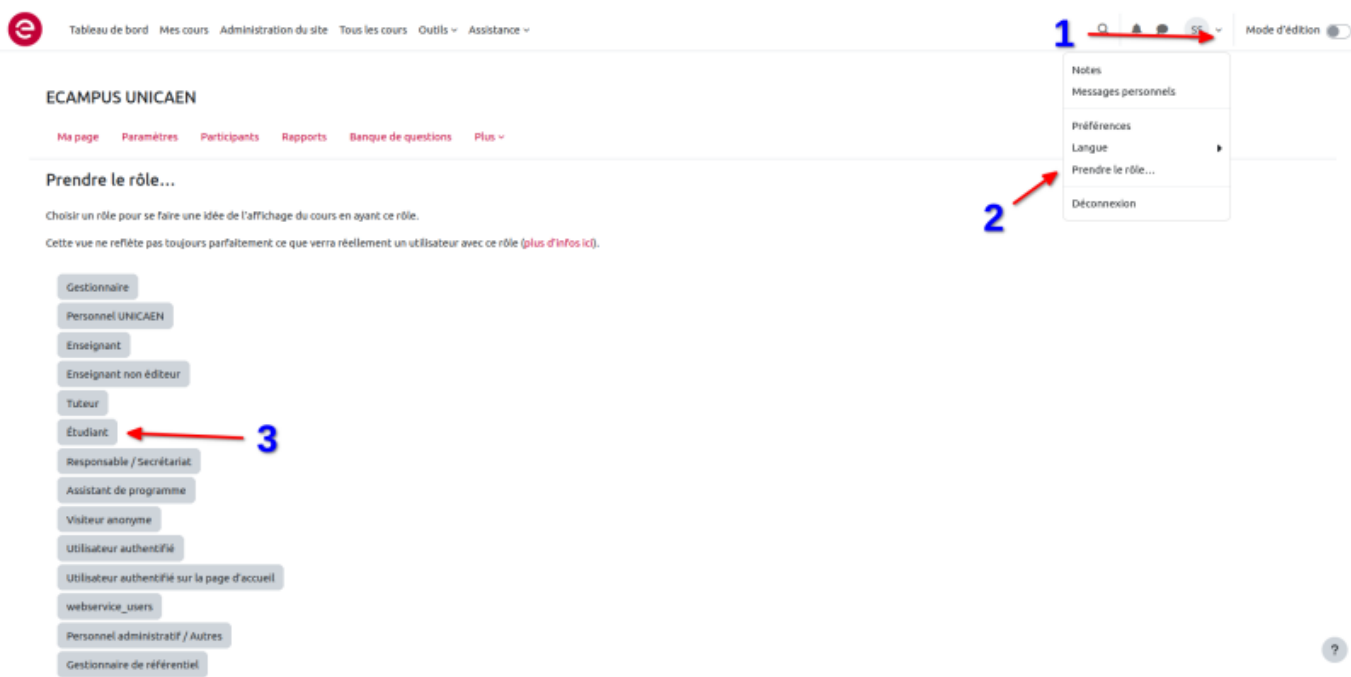 Tableau de bord Mes cours Administration du site Tous les cours Outils Assistance
1
SS
Mode d'édition
Notes
Messages personnels
Préférences
Langue
Prendre le rôle...
Déconnexion
2
ECAMPUS UNICAEN
Ma page Paramètres Participants Rapports Banque de questions Plus
Prendre le rôle...
Choisir un rôle pour se faire une idée de l'affichage du cours en ayant ce rôle.
Cette vue ne reflète pas toujours parfaitement ce que verra réellement un utilisateur avec ce rôle (plus d'infos ici).
Gestionnaire
Personnel UNICAEN
Enseignant
Enseignant non éditeur
Tuteur
Étudiant
3
Responsable / Secrétariat
Assistant de programme
Visiteur anonyme
Utilisateur authentifié
Utilisateur authentifié sur la page d'accueil
webservice_users
Personnel administratif / Autres
Gestionnaire de référentiel
?